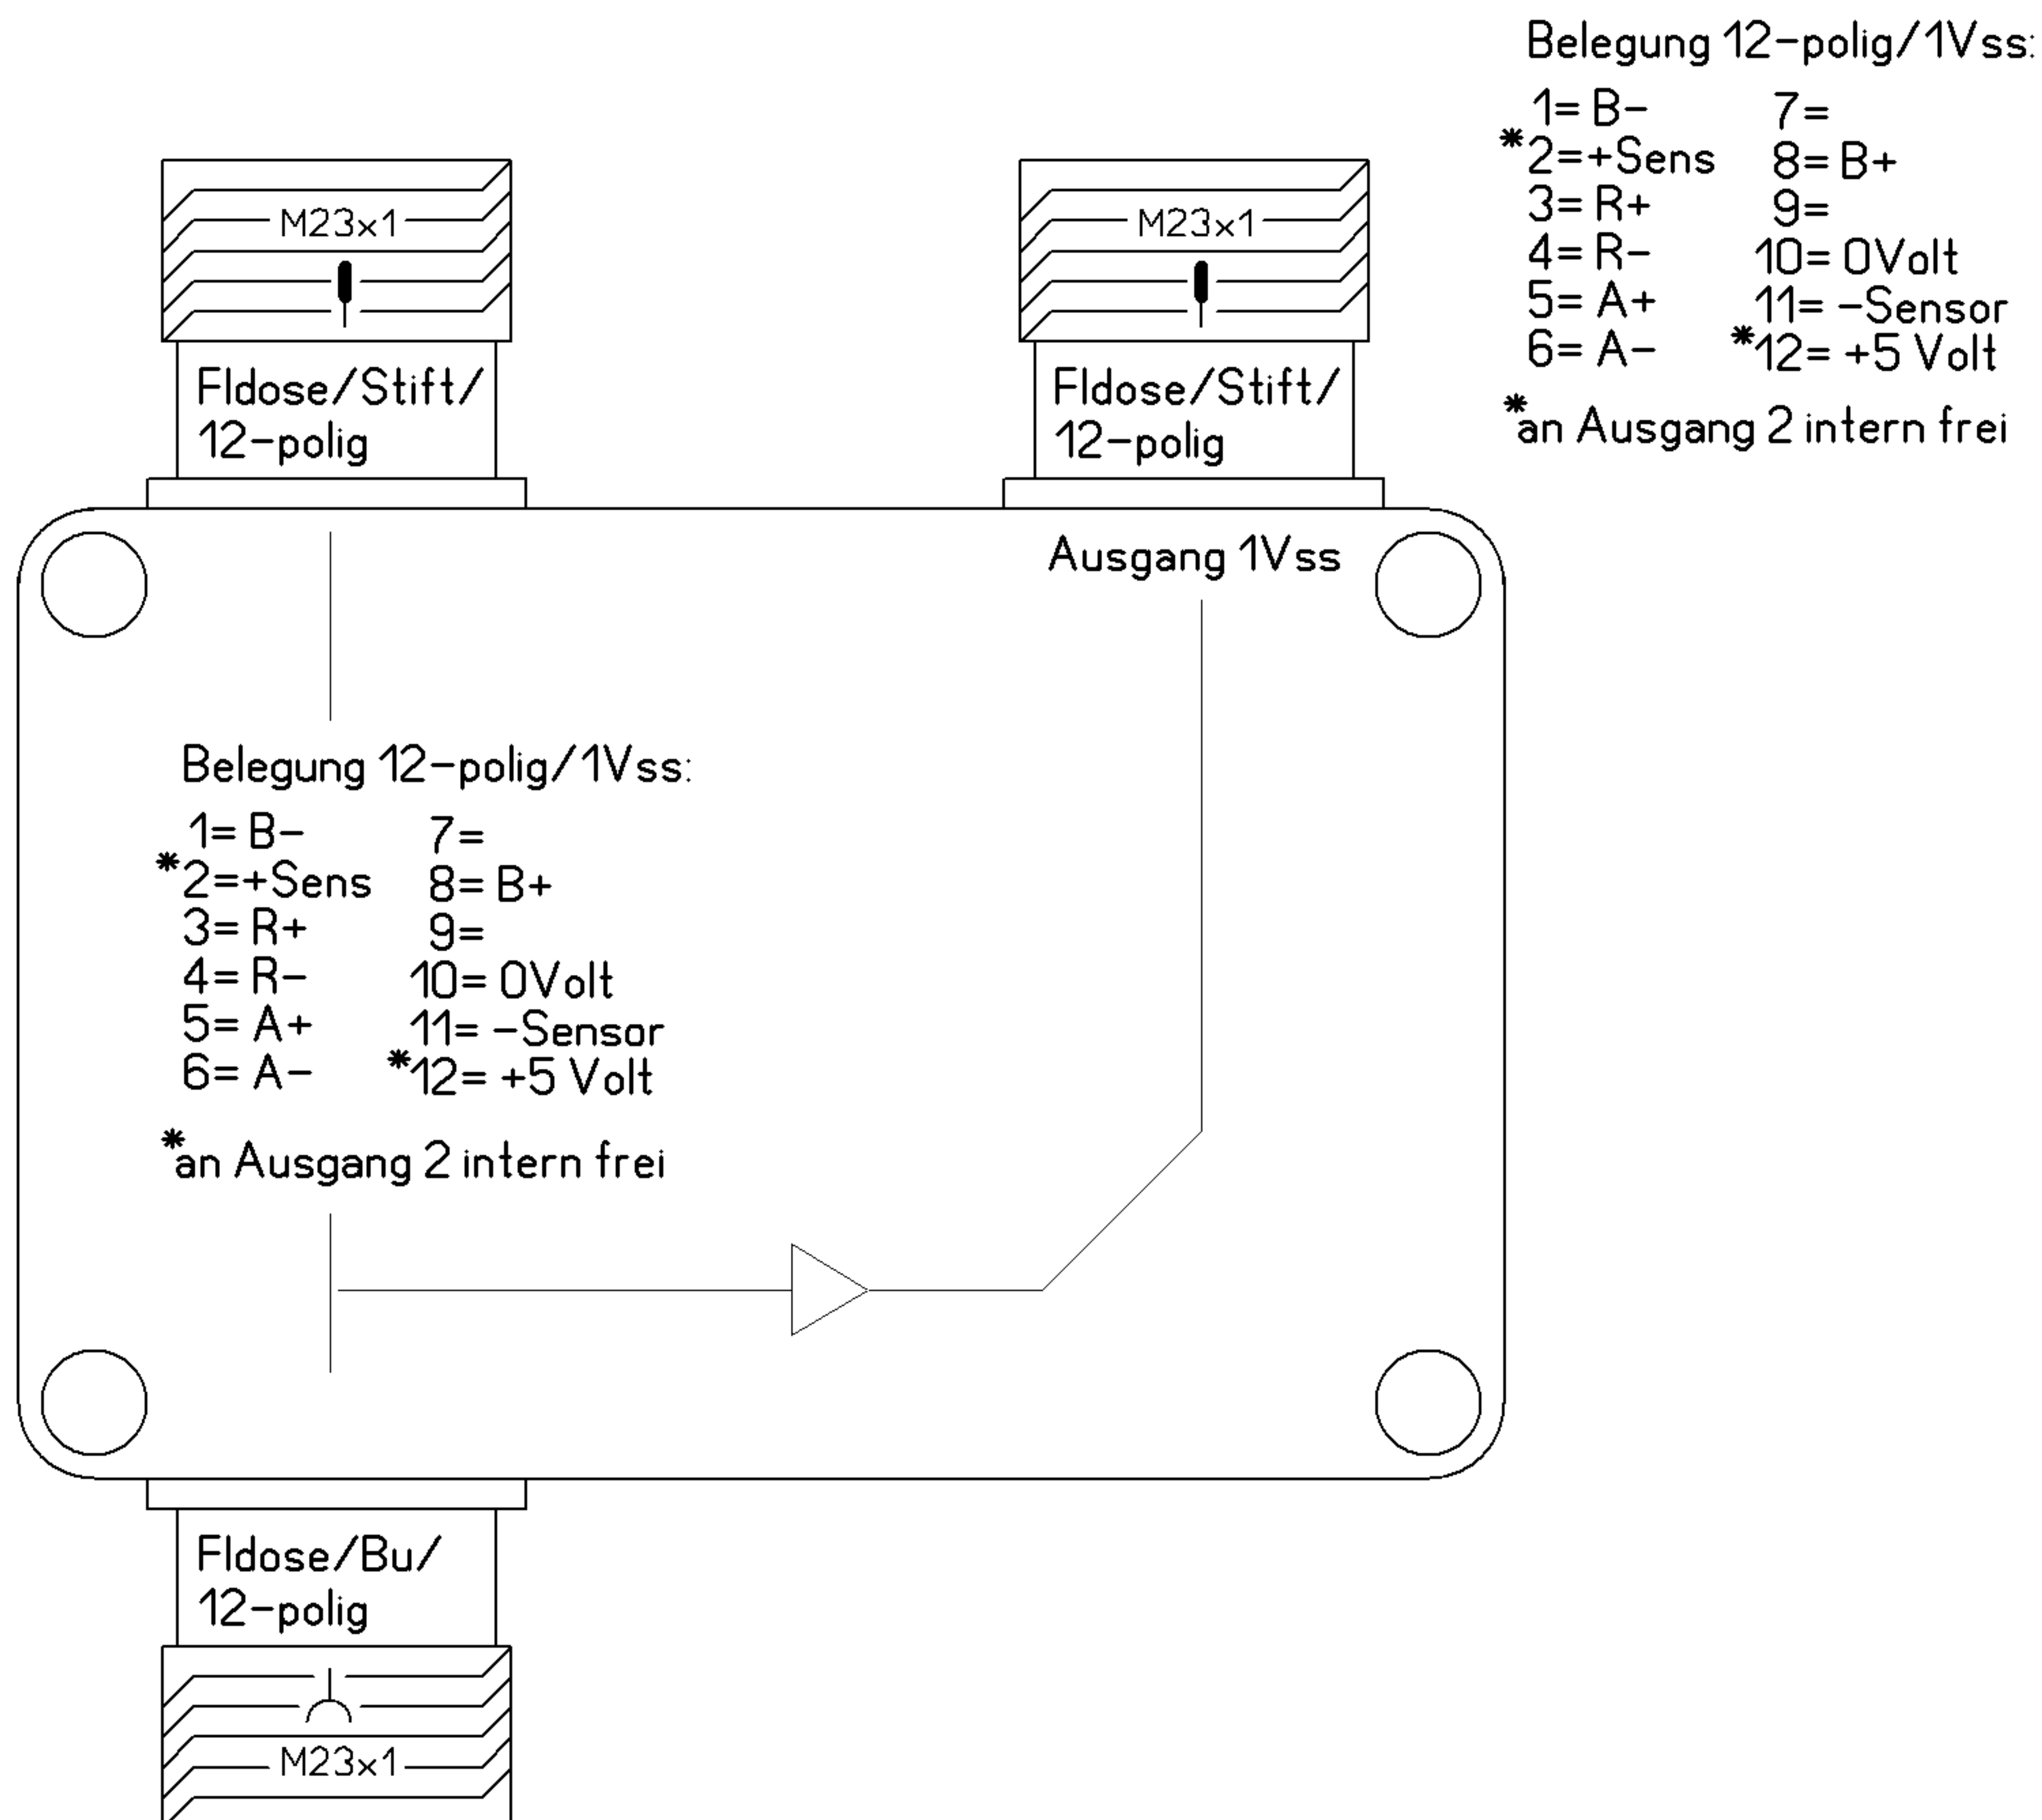 Belegung 12-polig/1Vss:
1= B- 7=
*2=+Sens 8= B+
3= R+ 9=
4= R- 10= 0Volt
5= A+ 11= -Sensor
6= A- *12= +5 Volt
*an Ausgang 2 intern frei
M23x1
Fldose/Stift/
12-polig
M23x1
Fldose/Stift/
12-polig
Ausgang 1Vss
Belegung 12-polig/1Vss:
1= B- 7=
*2=+Sens 8= B+
3= R+ 9=
4= R- 10= 0Volt
5= A+ 11= -Sensor
6= A- *12= +5 Volt
*an Ausgang 2 intern frei
Fldose/Bu/
12-polig
M23x1